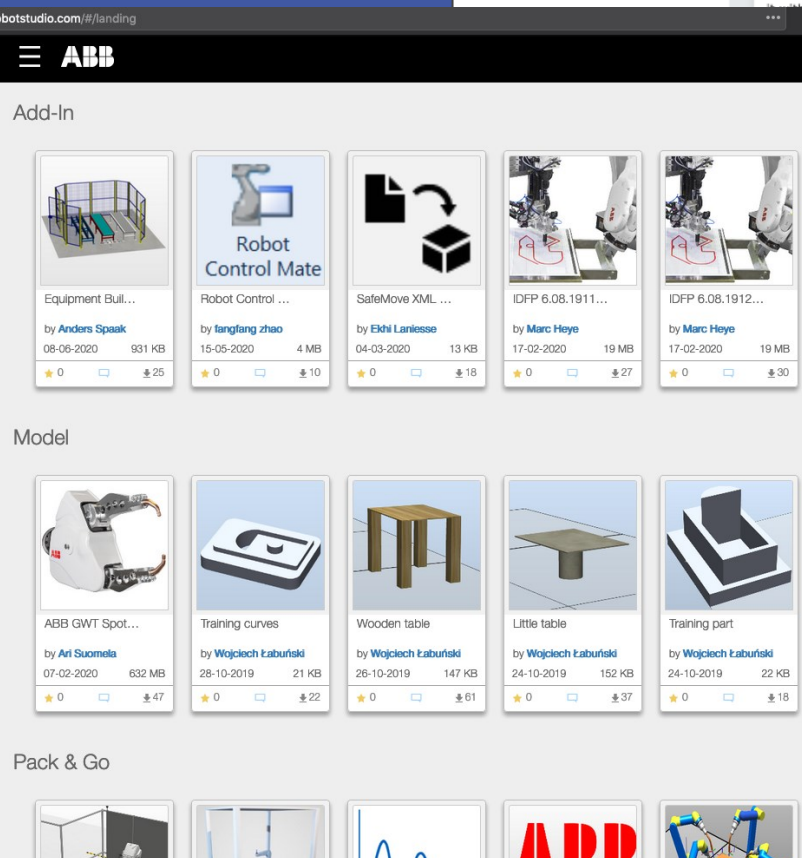 botstudio.com/#/landing
ABB
Add-In
Robot
Control Mate
Equipment Buil...
by Anders Spaak
08-06-2020 931 KB
0 25
Robot Control ...
by fangfang zhao
15-05-2020 4 MB
0 10
SafeMove XML ...
by Ekhi Laniesse
04-03-2020 13 KB
0 18
IDFP 6.08.1911...
by Marc Heye
17-02-2020 19 MB
0 27
IDFP 6.08.1912...
by Marc Heye
17-02-2020 19 MB
0 30
Model
ABB GWT Spot...
by Ari Suomela
07-02-2020 632 MB
0 47
Training curves
by Wojciech Łabuński
28-10-2019 21 KB
0 22
Wooden table
by Wojciech Łabuński
26-10-2019 147 KB
0 61
Little table
by Wojciech Łabuński
24-10-2019 152 KB
0 37
Training part
by Wojciech Łabuński
24-10-2019 22 KB
0 18
Pack & Go
ABB